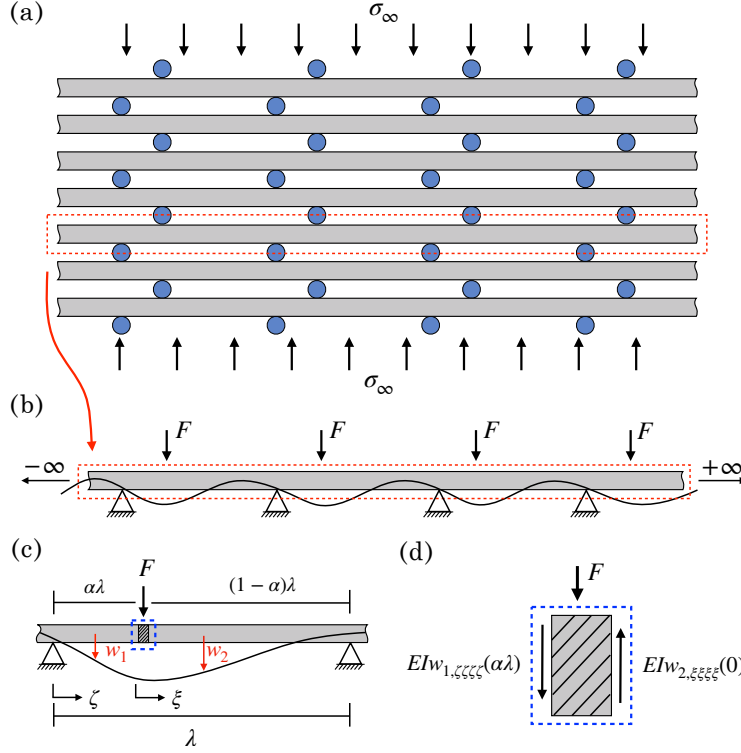 (a)
σ∞
σ∞
(b)
F F F F
−∞ +∞
(c)
F
αλ (1 − α)λ
w₁ w₂
ζ ξ
λ
(d)
F
EIw₁,ζζζζ(αλ) EIw₂,ξξξξ(0)